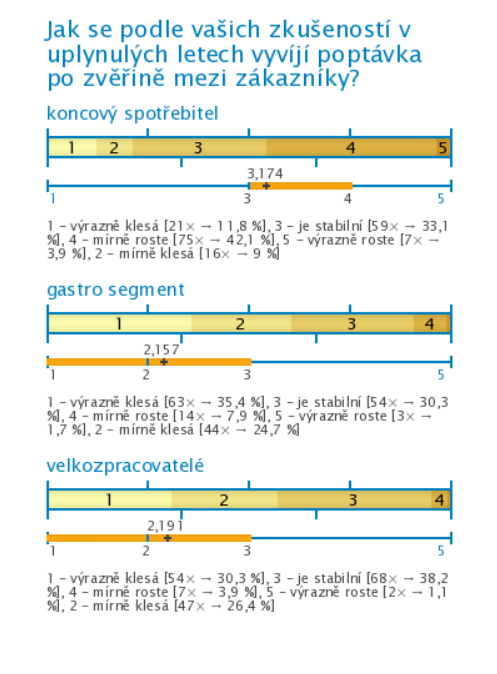 Jak se podle vašich zkušeností v
uplynulých letech vyvíjí poptávka
po zvěřině mezi zákazníky?
koncový spotřebitel
1 2 3 4 5
3,174
1 3 4 5
1 – výrazně klesá [21× → 11,8 %], 3 – je stabilní [59× → 33,1
%], 4 – mírně roste [75× → 42,1 %], 5 – výrazně roste [7× →
3,9 %], 2 – mírně klesá [16× → 9 %]
gastro segment
1 2 3 4
2,157
1 2 3 5
1 – výrazně klesá [63× → 35,4 %], 3 – je stabilní [54× → 30,3
%], 4 – mírně roste [14× → 7,9 %], 5 – výrazně roste [3× →
1,7 %], 2 – mírně klesá [44× → 24,7 %]
velkozpracovatelé
1 2 3 4
2,191
1 2 3 5
1 – výrazně klesá [54× → 30,3 %], 3 – je stabilní [68× → 38,2
%], 4 – mírně roste [7× → 3,9 %], 5 – výrazně roste [2× → 1,1
%], 2 – mírně klesá [47× → 26,4 %]